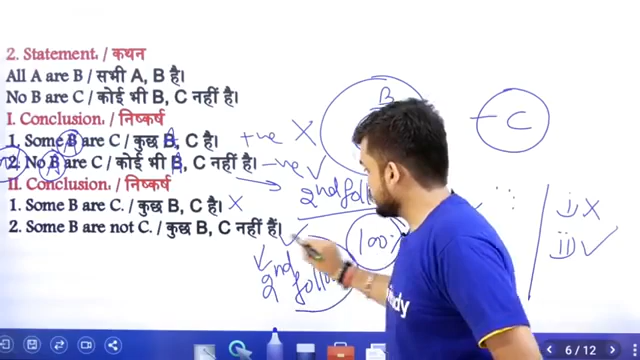 2. Statement. / कथन
All A are B / सभी A, B है।
No B are C / कोई भी B, C नहीं है।
I. Conclusion. / निष्कर्ष
1. Some B are C / कुछ B, C है। +ve X
2. No B are C / कोई भी B, C नहीं है। -ve ✓
2nd follow
II. Conclusion. / निष्कर्ष
1. Some B are C. / कुछ B, C है। X
2. Some B are not C. / कुछ B, C नहीं हैं।
2nd follow
100%
B
C
A
A
A
A
i) X
ii) ✓
study
6 / 12